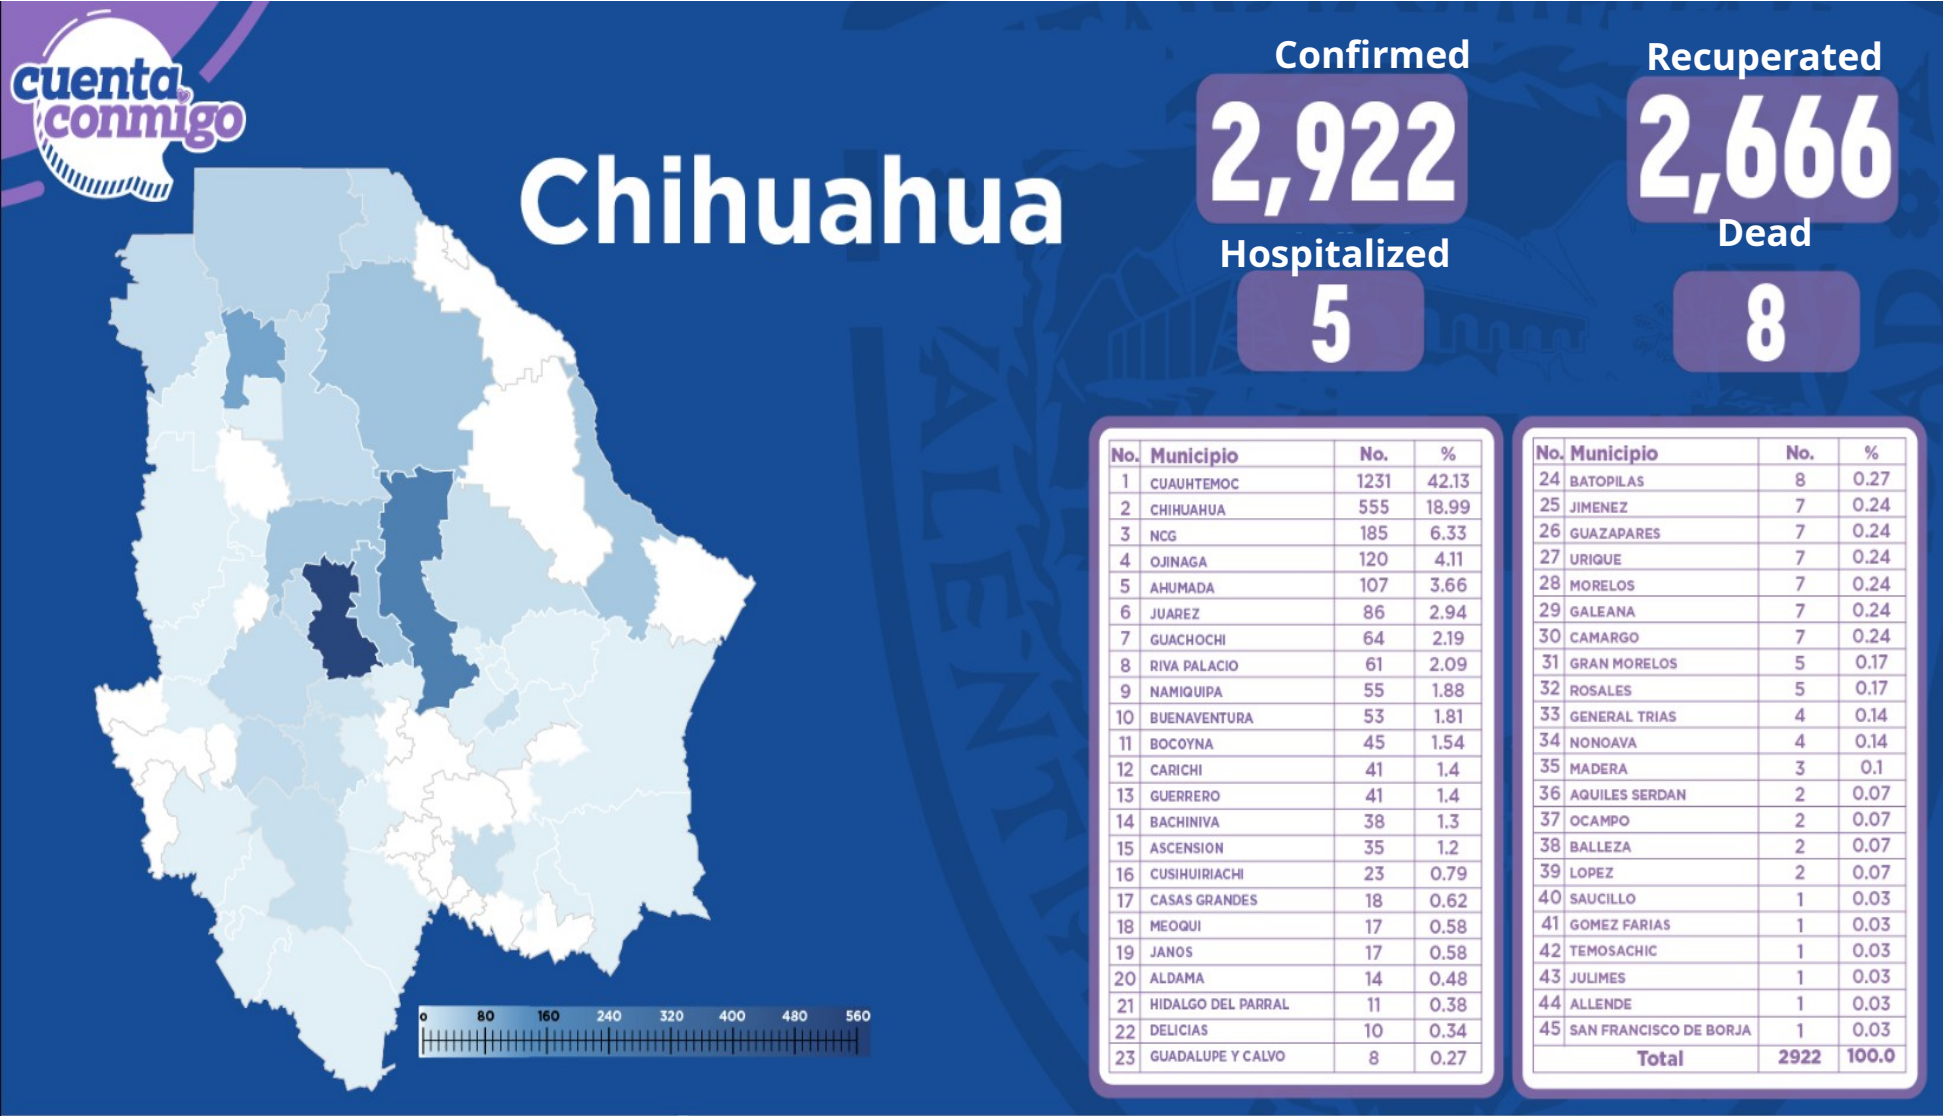 cuenta
conmigo
Chihuahua
Confirmed
2,922
Recuperated
2,666
Hospitalized
5
Dead
8
0 80 160 240 320 400 480 560
No. Municipio No. %
1 CUAUHTEMOC 1231 42.13
2 CHIHUAHUA 555 18.99
3 NCG 185 6.33
4 OJINAGA 120 4.11
5 AHUMADA 107 3.66
6 JUAREZ 86 2.94
7 GUACHOCHI 64 2.19
8 RIVA PALACIO 61 2.09
9 NAMIQUIPA 55 1.88
10 BUENAVENTURA 53 1.81
11 BOCOYNA 45 1.54
12 CARICHI 41 1.4
13 GUERRERO 41 1.4
14 BACHINIVA 38 1.3
15 ASCENSION 35 1.2
16 CUSIHUIRIACHI 23 0.79
17 CASAS GRANDES 18 0.62
18 MEOQUI 17 0.58
19 JANOS 17 0.58
20 ALDAMA 14 0.48
21 HIDALGO DEL PARRAL 11 0.38
22 DELICIAS 10 0.34
23 GUADALUPE Y CALVO 8 0.27
No. Municipio No. %
24 BATOPILAS 8 0.27
25 JIMENEZ 7 0.24
26 GUAZAPARES 7 0.24
27 URIQUE 7 0.24
28 MORELOS 7 0.24
29 GALEANA 7 0.24
30 CAMARGO 7 0.24
31 GRAN MORELOS 5 0.17
32 ROSALES 5 0.17
33 GENERAL TRIAS 4 0.14
34 NONOAVA 4 0.14
35 MADERA 3 0.1
36 AQUILES SERDAN 2 0.07
37 OCAMPO 2 0.07
38 BALLEZA 2 0.07
39 LOPEZ 2 0.07
40 SAUCILLO 1 0.03
41 GOMEZ FARIAS 1 0.03
42 TEMOSACHIC 1 0.03
43 JULIMES 1 0.03
44 ALLENDE 1 0.03
45 SAN FRANCISCO DE BORJA 1 0.03
Total 2922 100.0